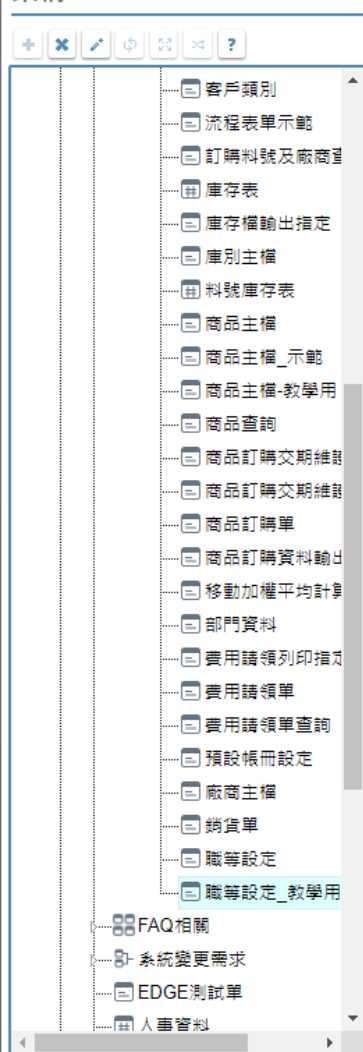 客戶類別
流程表單示範
訂購料號及廠商查
庫存表
庫存檔輸出指定
庫別主檔
料號庫存表
商品主檔
商品主檔_示範
商品主檔-教學用
商品查詢
商品訂購交期維護
商品訂購交期維護
商品訂購單
商品訂購資料輸出
移動加權平均計算
部門資料
費用請領列印指定
費用請領單
費用請領單查詢
預設帳冊設定
廠商主檔
銷貨單
職等設定
職等設定_教學用
FAQ相關
系統變更需求
EDGE測試單
人事資料